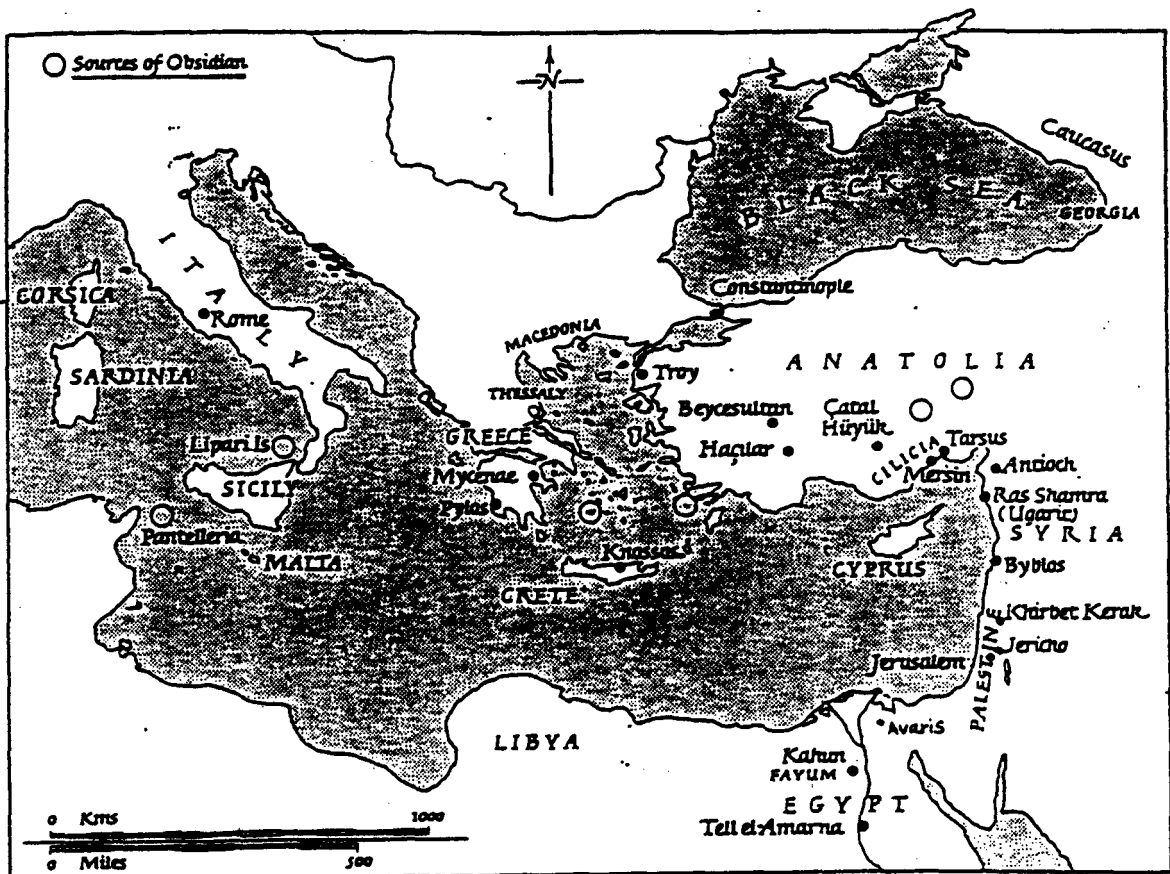 Sources of Obsidian
N
Caucasus
BLACK SEA
GEORGIA
ITALY
CORSICA
Constantinople
Rome
MACEDONIA
ANATOLIA
SARDINIA
Troy
THESSALY
Beycesultan
Çatal
Hüyük
Lipari Is
GREECE
Haçılar
CILICIA
Tarsus
Mycenae
Mersin
Antioch
SICILY
Pylos
Ras Shamra
(Ugarit)
SYRIA
Pantelleria
Knossos
MALTA
CYPRUS
Byblos
CRETE
Khirbet Kerak
Jericho
Jerusalem
PALESTINE
Avaris
LIBYA
Kahun
FAYUM
EGYPT
Tell el Amarna
0 Kms 1000
0 Miles 500